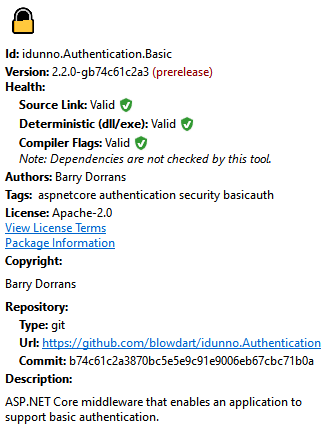 Id: idunno.Authentication.Basic
Version: 2.2.0-gb74c61c2a3 (prerelease)
Health:
Source Link: Valid
Deterministic (dll/exe): Valid
Compiler Flags: Valid
Note: Dependencies are not checked by this tool.
Authors: Barry Dorrans
Tags: aspnetcore authentication security basicauth
License: Apache-2.0
View License Terms
Package Information
Copyright:
Barry Dorrans
Repository:
Type: git
Url: https://github.com/blowdart/idunno.Authentication
Commit: b74c61c2a3870bc5e5e9c91e9006eb67cbc71b0a
Description:
ASP.NET Core middleware that enables an application to
support basic authentication.